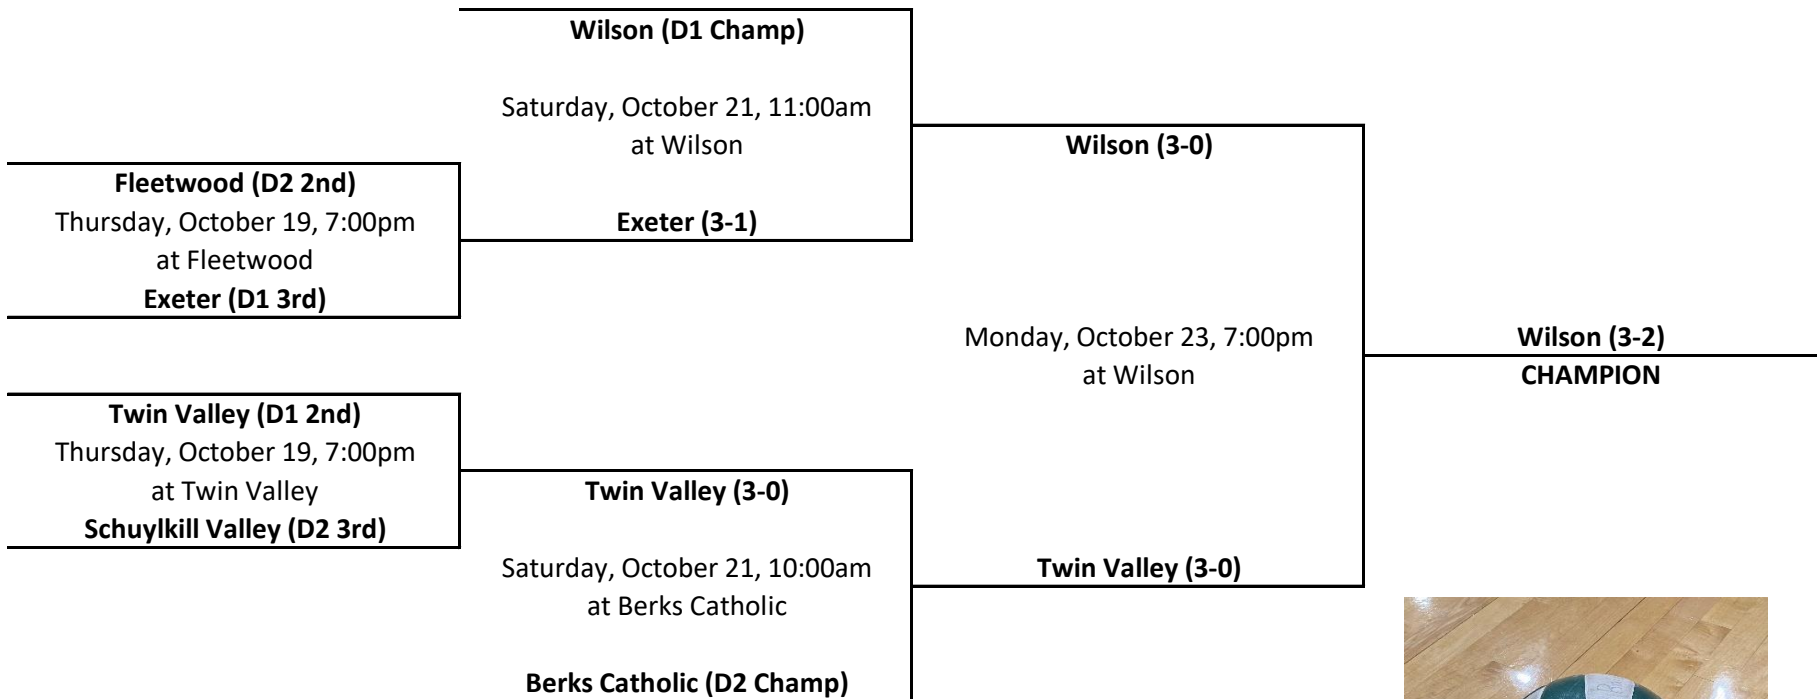 Wilson (D1 Champ)
Saturday, October 21, 11:00am
at Wilson
Exeter (3-1)
Fleetwood (D2 2nd)
Thursday, October 19, 7:00pm
at Fleetwood
Exeter (D1 3rd)
Wilson (3-0)
Monday, October 23, 7:00pm
at Wilson
Wilson (3-2)
CHAMPION
Twin Valley (D1 2nd)
Thursday, October 19, 7:00pm
at Twin Valley
Schuylkill Valley (D2 3rd)
Twin Valley (3-0)
Saturday, October 21, 10:00am
at Berks Catholic
Berks Catholic (D2 Champ)
Twin Valley (3-0)